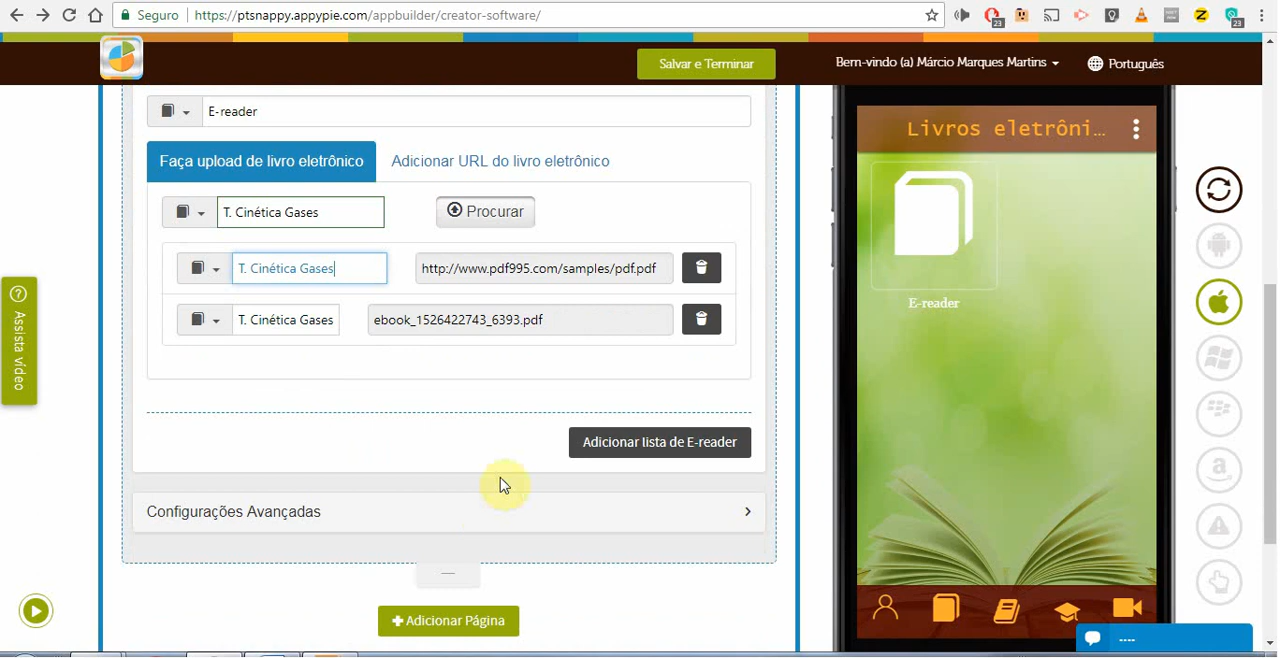 Seguro
https://ptsnappy.appypie.com/appbuilder/creator-software/
23
23
Salvar e Terminar
Bem-vindo (a) Márcio Marques Martins
Português
E-reader
Faça upload de livro eletrônico
Adicionar URL do livro eletrônico
T. Cinética Gases
Procurar
T. Cinética Gases
http://www.pdf995.com/samples/pdf.pdf
T. Cinética Gases
ebook_1526422743_6393.pdf
Adicionar lista de E-reader
Configurações Avançadas
Adicionar Página
Assista vídeo
Livros eletrôni...
E-reader
----